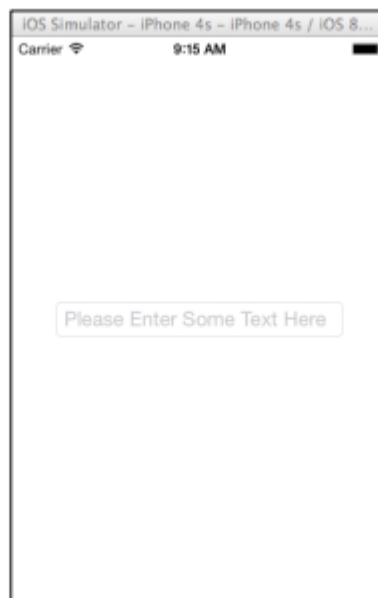 iOS Simulator – iPhone 4s – iPhone 4s / iOS 8...
Carrier 9:15 AM
Please Enter Some Text Here